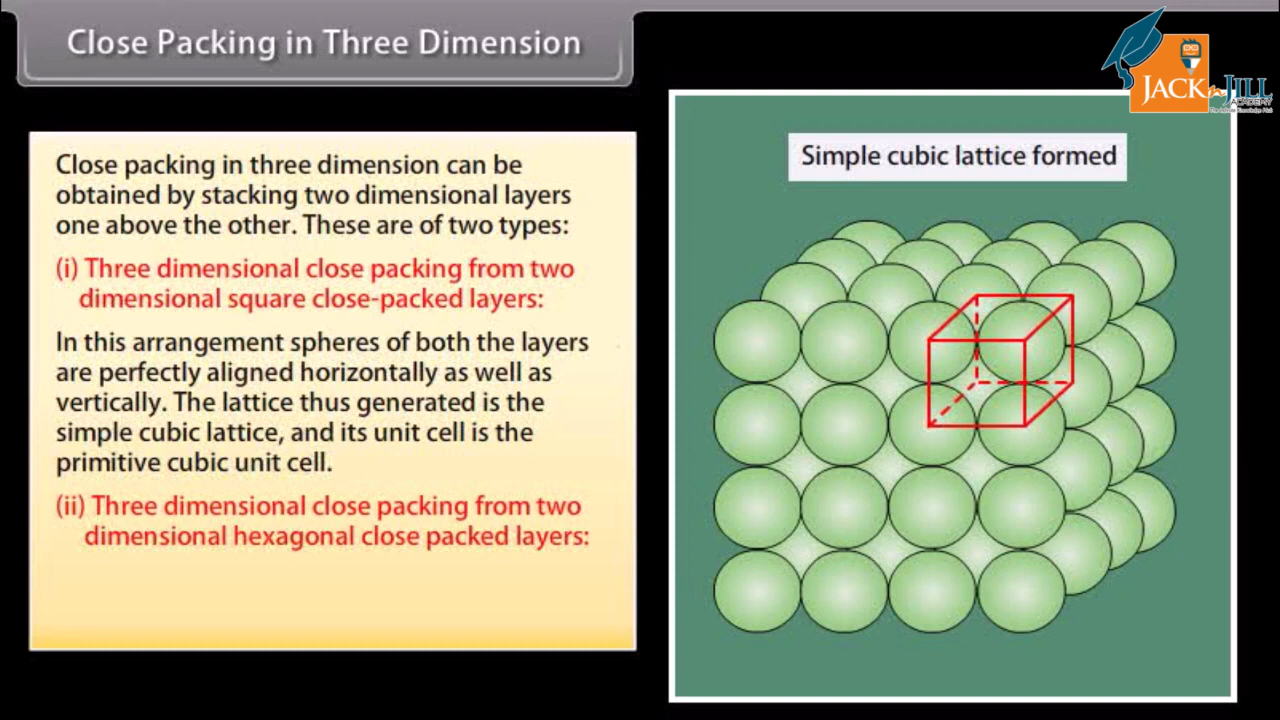 Close Packing in Three Dimension
JACK n JILL
ACADEMY
Close packing in three dimension can be
obtained by stacking two dimensional layers
one above the other. These are of two types:
(i) Three dimensional close packing from two
dimensional square close-packed layers:
In this arrangement spheres of both the layers
are perfectly aligned horizontally as well as
vertically. The lattice thus generated is the
simple cubic lattice, and its unit cell is the
primitive cubic unit cell.
(ii) Three dimensional close packing from two
dimensional hexagonal close packed layers:
Simple cubic lattice formed